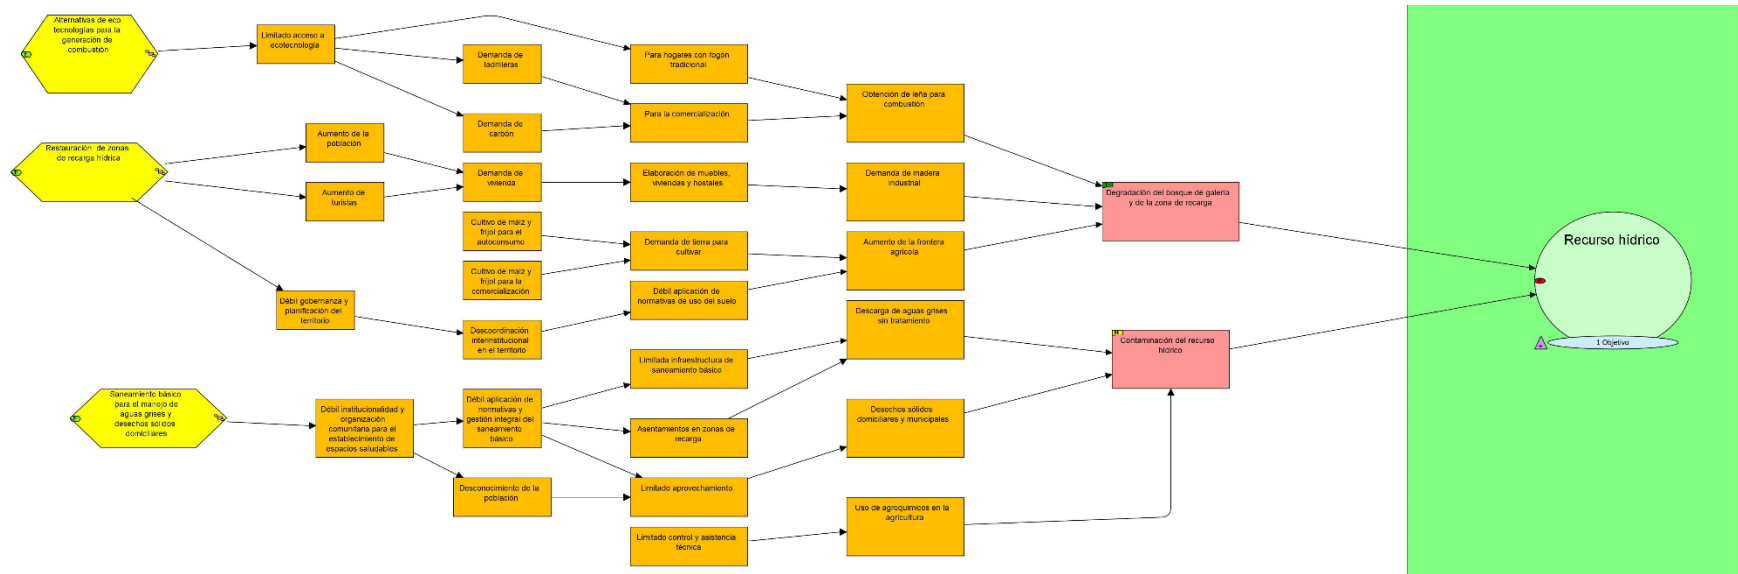 Alternativas de eco
tecnologías para la
generación de
combustión
Limitado acceso a
ecotecnología
Demanda de
ladrilleras
Demanda de
carbón
Para hogares con fogón
tradicional
Para la comercialización
Obtención de leña para
combustión
Restauración de zonas
de recarga hídrica
Aumento de la
población
Aumento de
turistas
Demanda de
vivienda
Elaboración de muebles,
viviendas y hostales
Demanda de madera
industrial
Degradación del bosque de galería
y de la zona de recarga
Cultivo de maíz y
frijol para el
autoconsumo
Cultivo de maíz y
frijol para la
comercialización
Demanda de tierra para
cultivar
Aumento de la frontera
agrícola
Débil gobernanza y
planificación del
territorio
Descoordinación
interinstitucional
en el territorio
Débil aplicación de
normativas de uso del suelo
Descarga de aguas grises
sin tratamiento
Contaminación del recurso
hídrico
Recurso hídrico
1 Objetivo
Saneamiento básico
para el manejo de
aguas grises y
desechos sólidos
domiciliares
Débil institucionalidad y
organización
comunitaria para el
establecimiento de
espacios saludables
Débil aplicación de
normativas y
gestión integral del
saneamiento
básico
Desconocimiento de la
población
Limitada infraestructura de
saneamiento básico
Asentamientos en zonas de
recarga
Limitado aprovechamiento
Limitado control y asistencia
técnica
Desechos sólidos
domiciliares y municipales
Uso de agroquímicos en la
agricultura